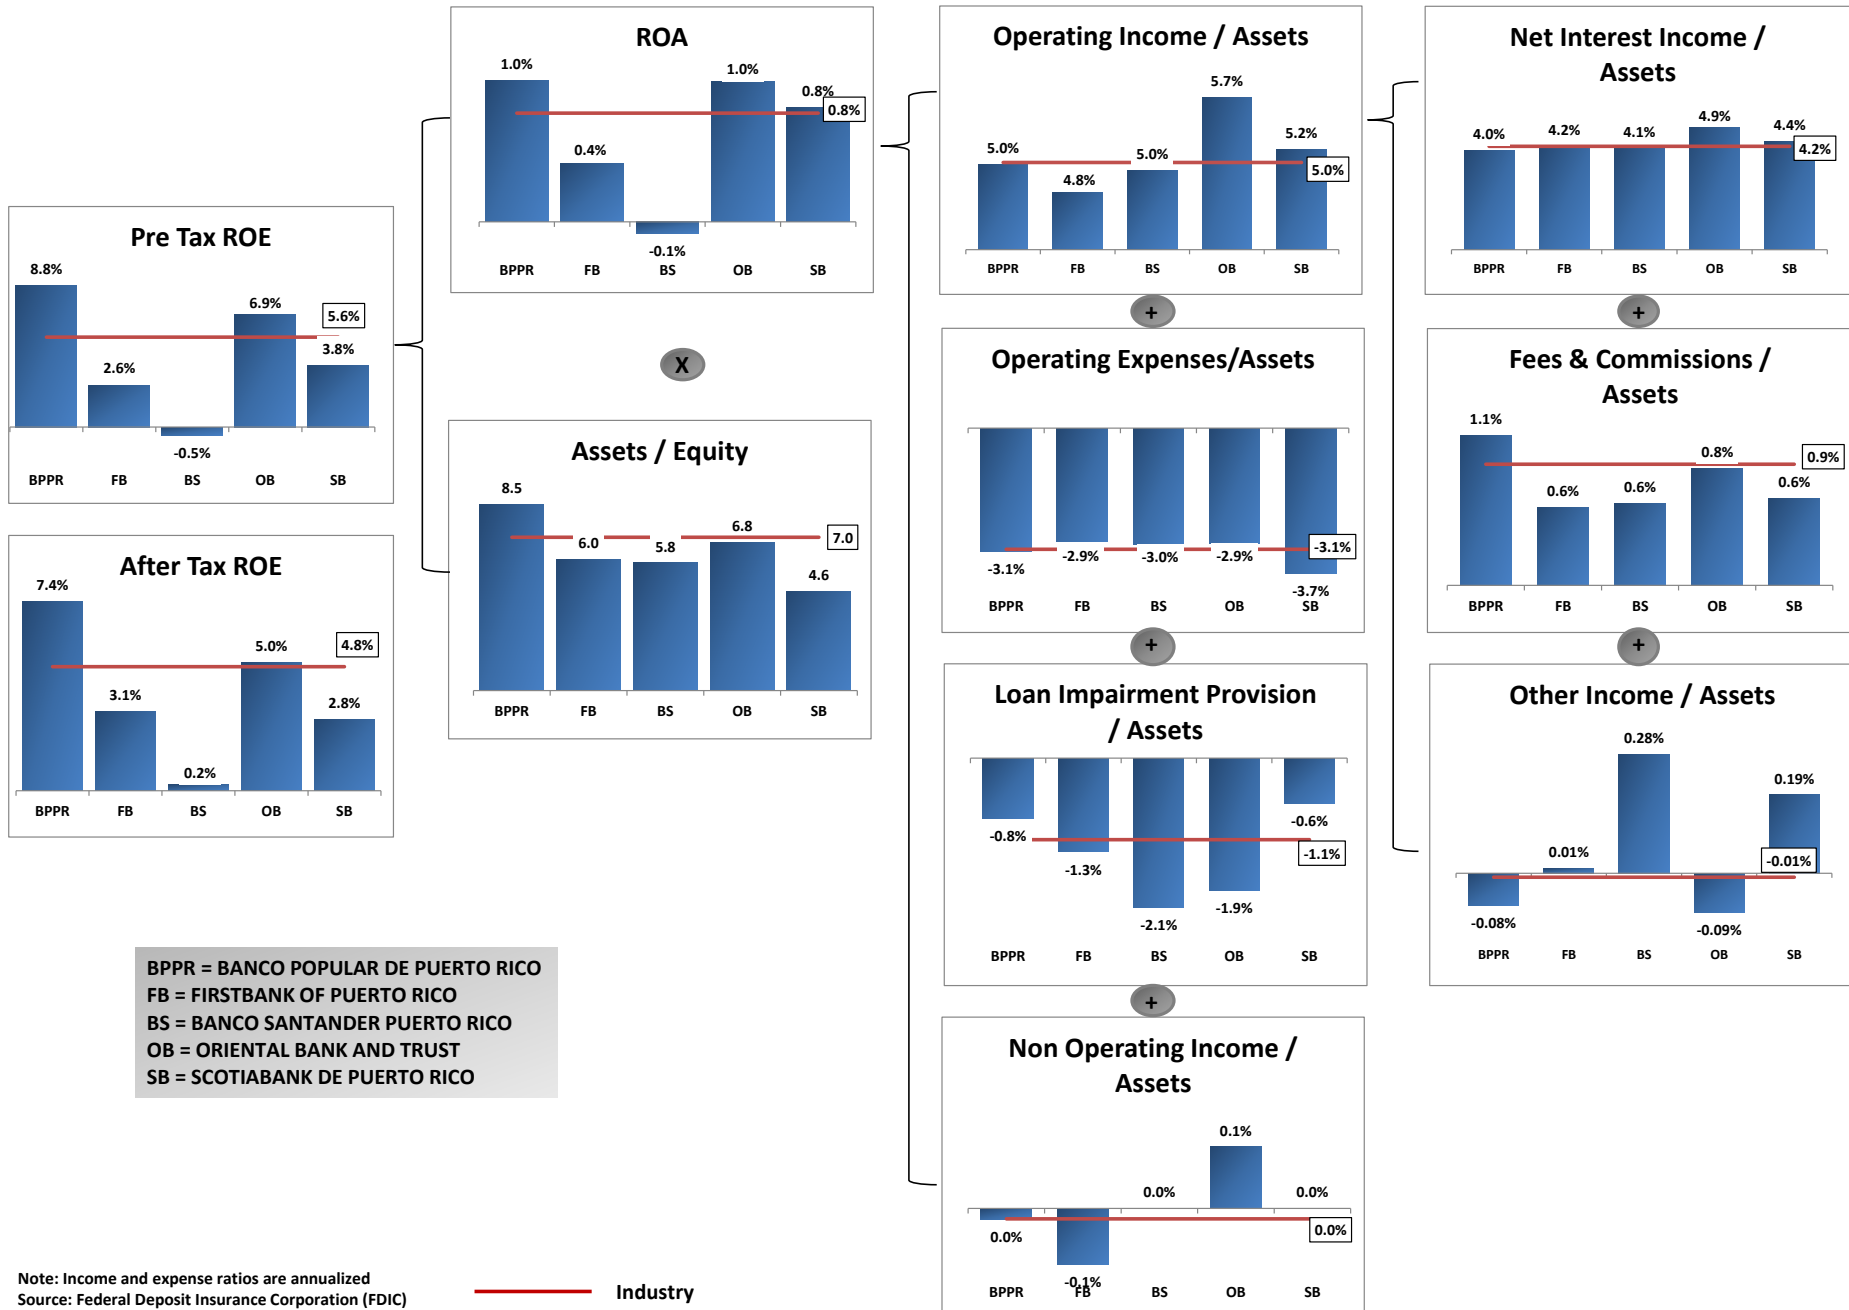 Pre Tax ROE
8.8%
2.6%
-0.5%
6.9%
3.8%
5.6%
BPPR FB BS OB SB
After Tax ROE
7.4%
3.1%
0.2%
5.0%
2.8%
4.8%
BPPR FB BS OB SB
ROA
1.0%
0.4%
-0.1%
1.0%
0.8%
0.8%
BPPR FB BS OB SB
X
Assets / Equity
8.5
6.0
5.8
6.8
4.6
7.0
BPPR FB BS OB SB
Operating Income / Assets
5.0%
4.8%
5.0%
5.7%
5.2%
5.0%
BPPR FB BS OB SB
+
Operating Expenses/Assets
-3.1%
-2.9%
-3.0%
-2.9%
-3.7%
-3.1%
BPPR FB BS OB SB
+
Loan Impairment Provision
/ Assets
-0.8%
-1.3%
-2.1%
-1.9%
-0.6%
-1.1%
BPPR FB BS OB SB
+
Non Operating Income /
Assets
0.0%
-0.1%
0.0%
0.1%
0.0%
0.0%
BPPR FB BS OB SB
Net Interest Income /
Assets
4.0%
4.2%
4.1%
4.9%
4.4%
4.2%
BPPR FB BS OB SB
+
Fees & Commissions /
Assets
1.1%
0.6%
0.6%
0.8%
0.6%
0.9%
BPPR FB BS OB SB
+
Other Income / Assets
-0.08%
0.01%
0.28%
-0.09%
0.19%
-0.01%
BPPR FB BS OB SB
BPPR = BANCO POPULAR DE PUERTO RICO
FB = FIRSTBANK OF PUERTO RICO
BS = BANCO SANTANDER PUERTO RICO
OB = ORIENTAL BANK AND TRUST
SB = SCOTIABANK DE PUERTO RICO
Note: Income and expense ratios are annualized
Source: Federal Deposit Insurance Corporation (FDIC)
Industry